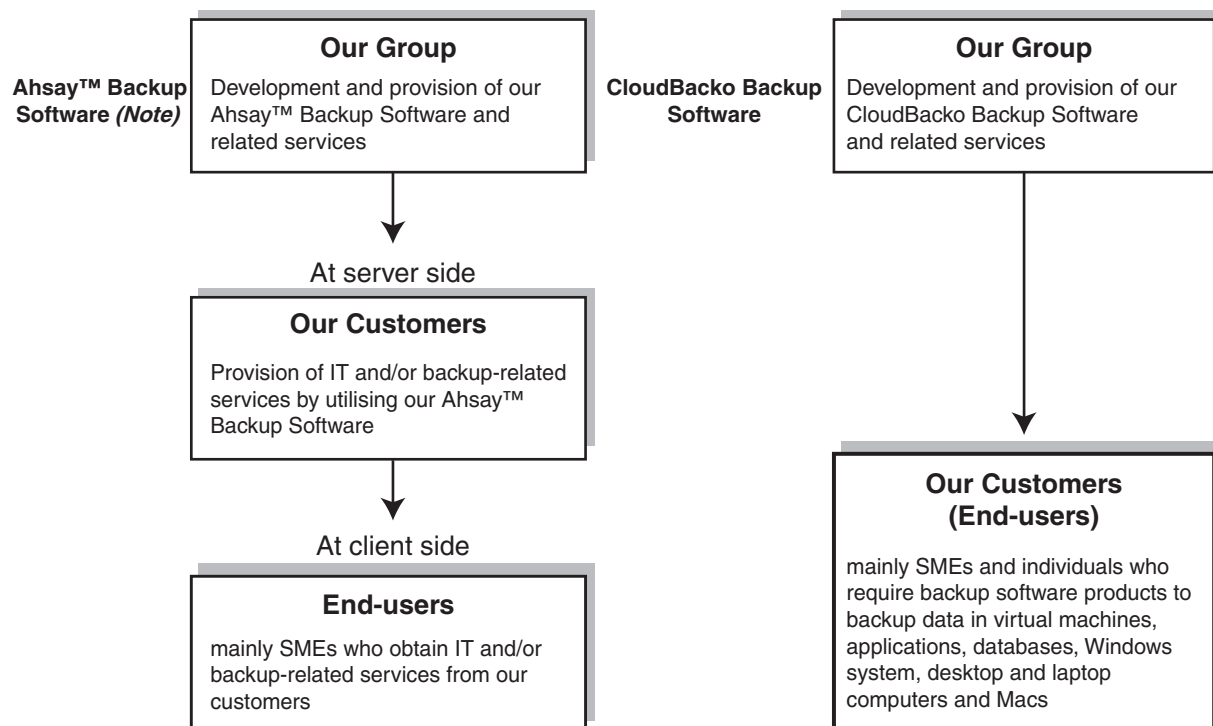 Ahsay™ Backup
Software (Note)
Our Group
Development and provision of our
Ahsay™ Backup Software and
related services
At server side
Our Customers
Provision of IT and/or backup-related
services by utilising our Ahsay™
Backup Software
At client side
End-users
mainly SMEs who obtain IT and/or
backup-related services from our
customers
CloudBacko Backup
Software
Our Group
Development and provision of our
CloudBacko Backup Software
and related services
Our Customers
(End-users)
mainly SMEs and individuals who
require backup software products to
backup data in virtual machines,
applications, databases, Windows
system, desktop and laptop
computers and Macs